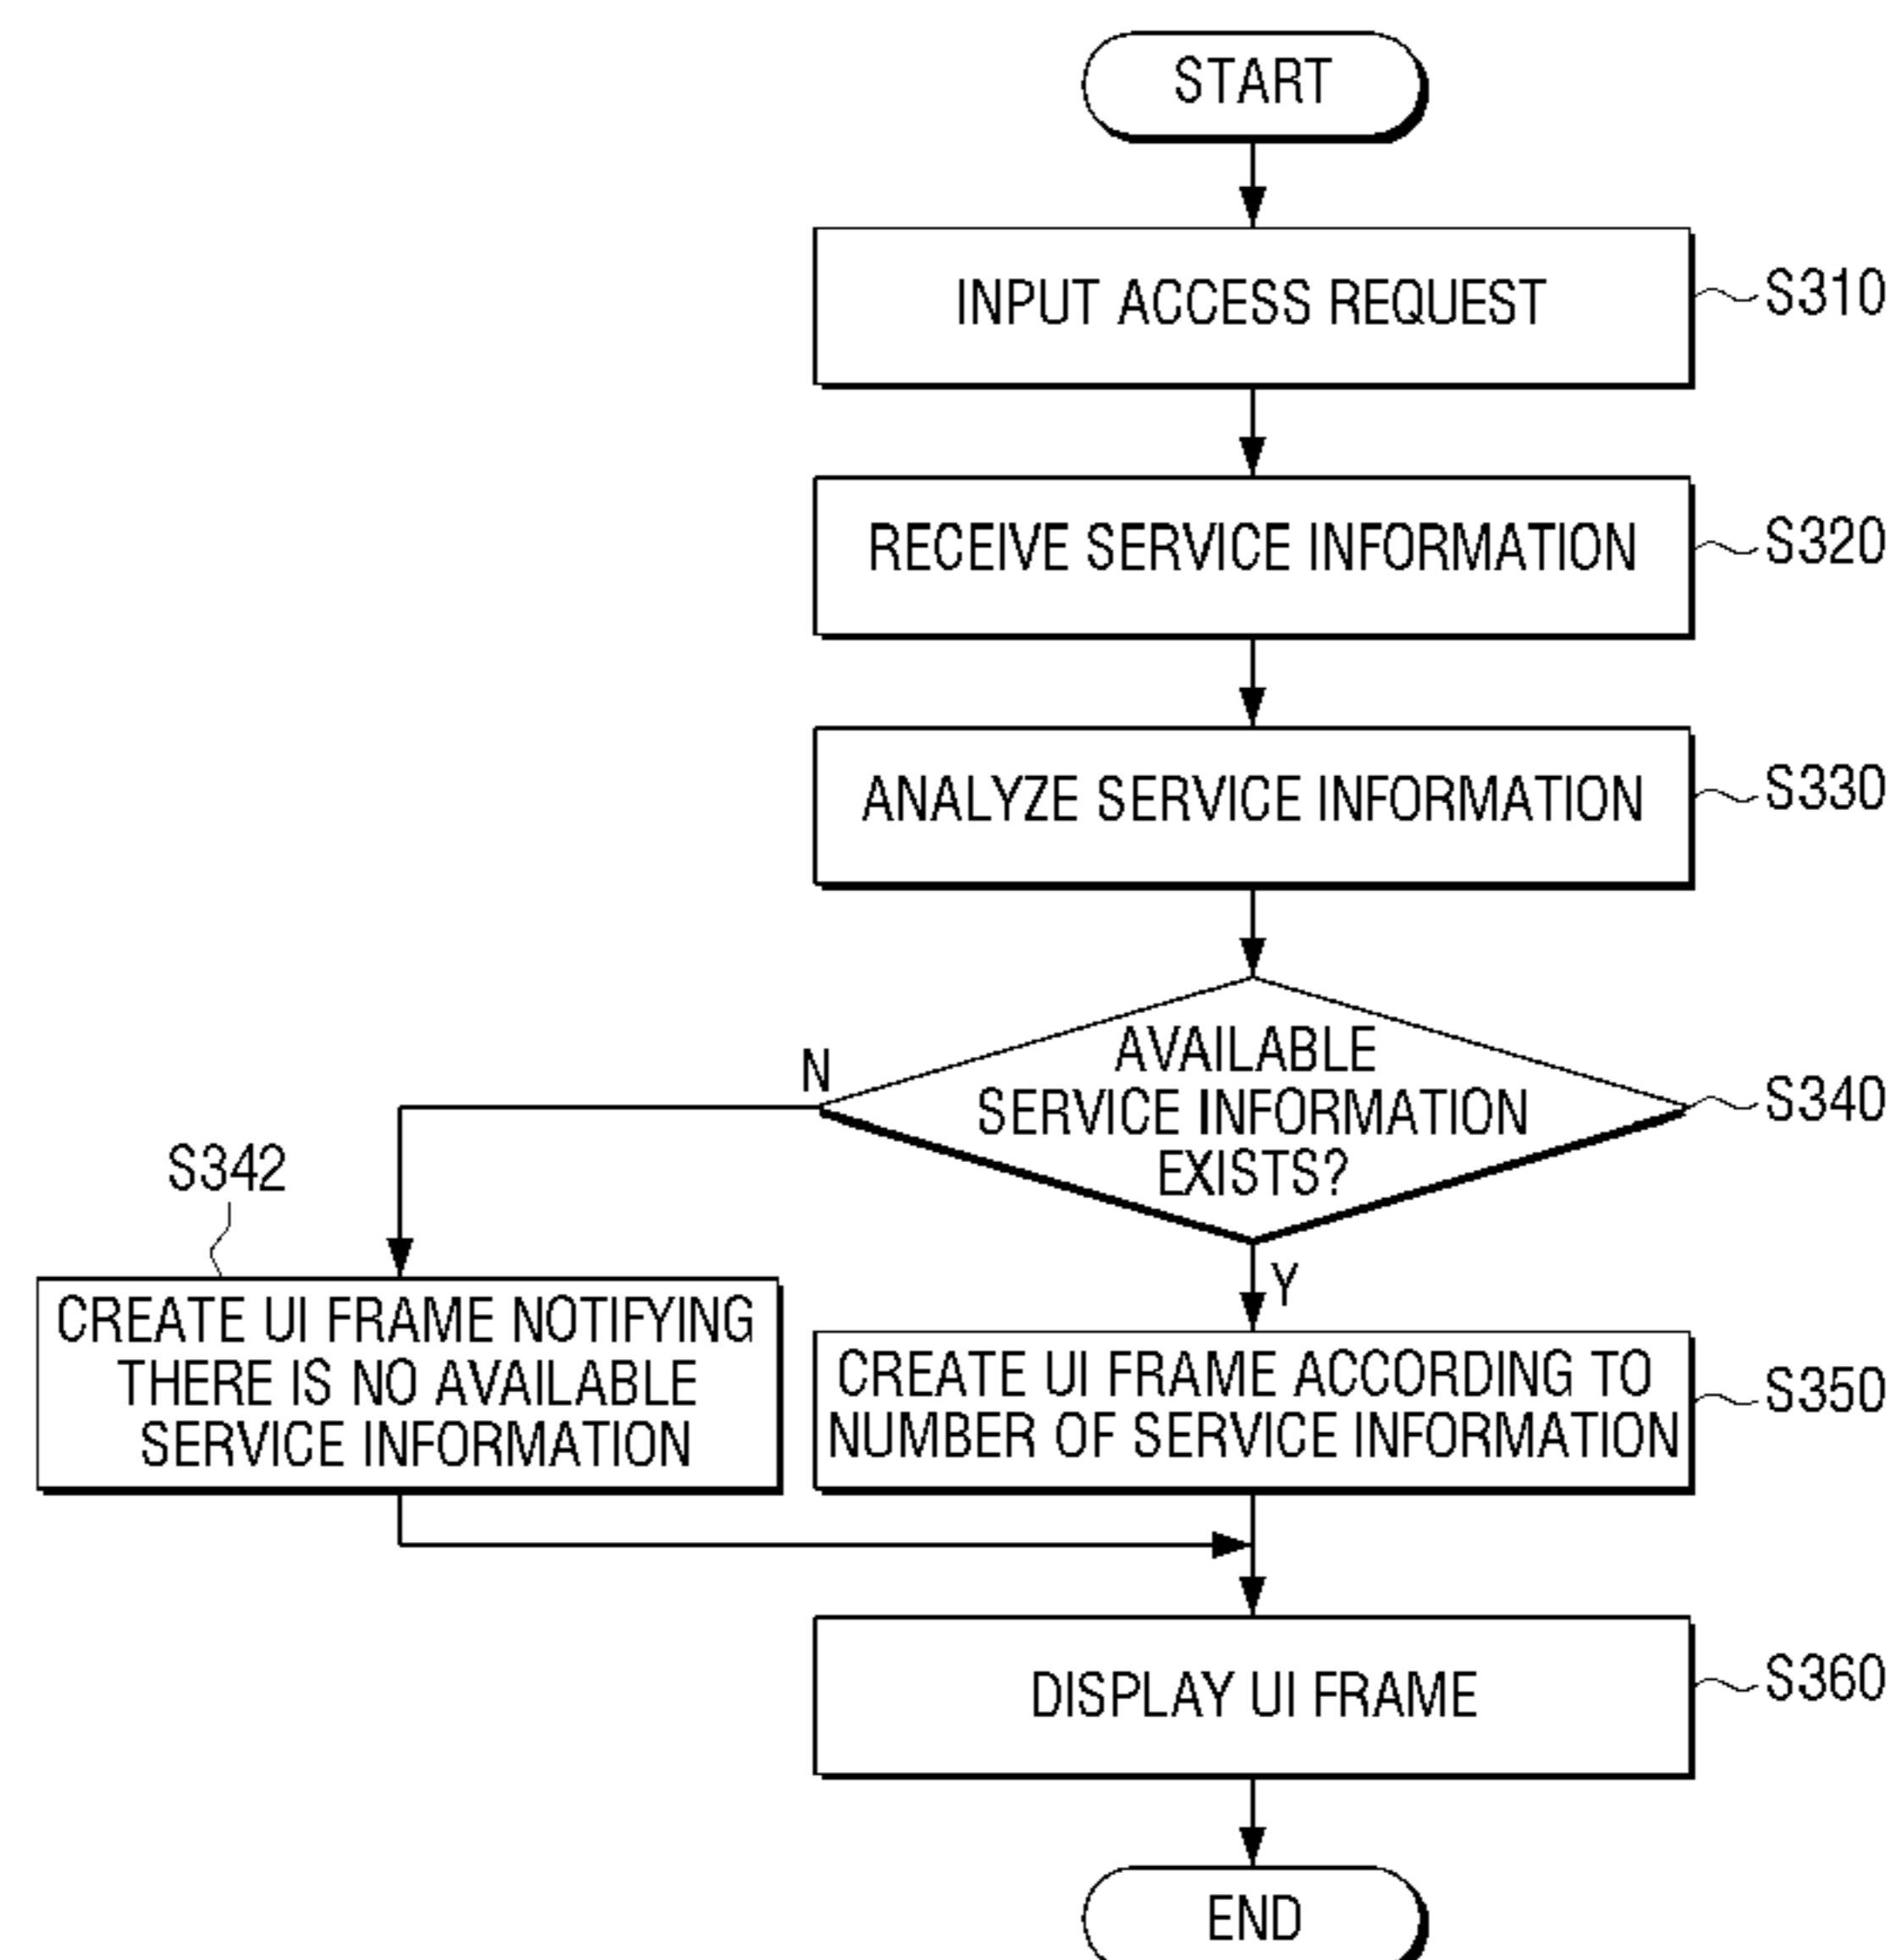 START
INPUT ACCESS REQUEST
S310
RECEIVE SERVICE INFORMATION
S320
ANALYZE SERVICE INFORMATION
S330
AVAILABLE
SERVICE INFORMATION
EXISTS?
S340
N
Y
S342
CREATE UI FRAME NOTIFYING
THERE IS NO AVAILABLE
SERVICE INFORMATION
CREATE UI FRAME ACCORDING TO
NUMBER OF SERVICE INFORMATION
S350
DISPLAY UI FRAME
S360
END